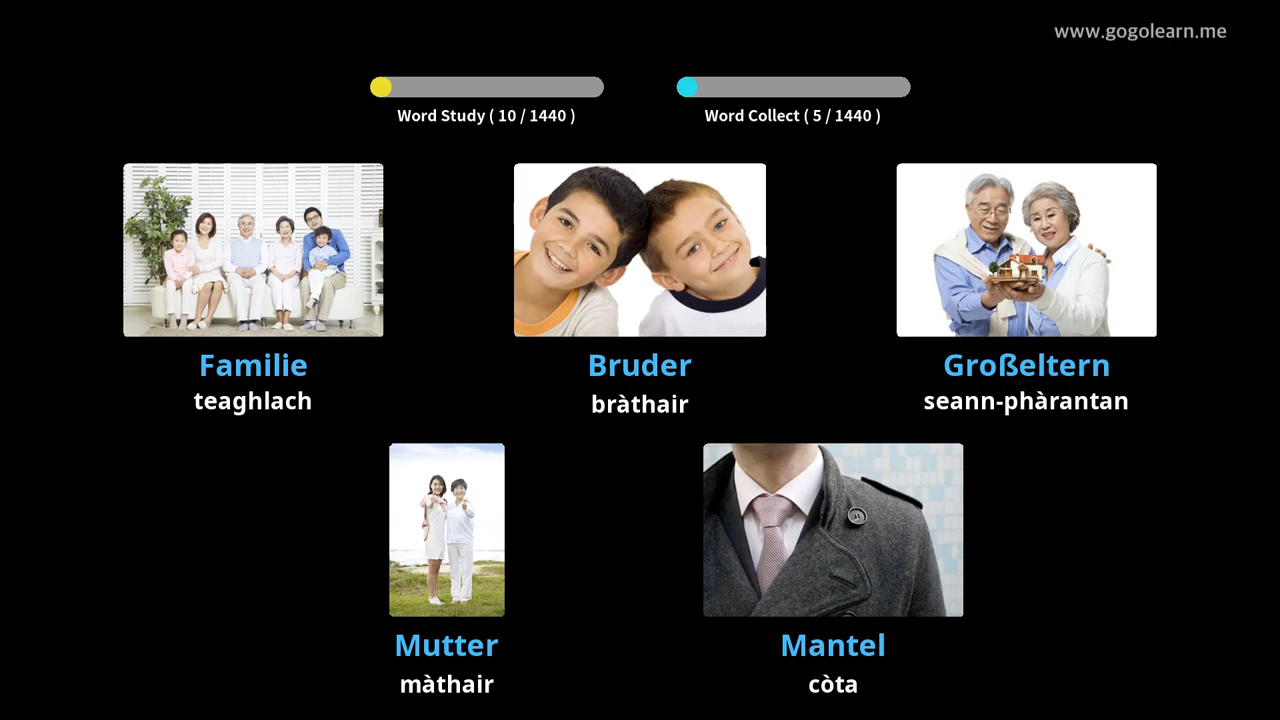 www.gogolearn.me
Word Study ( 10 / 1440 )
Word Collect ( 5 / 1440 )
Familie
teaghlach
Bruder
bràthair
Großeltern
seann-phàrantan
Mutter
màthair
Mantel
còta